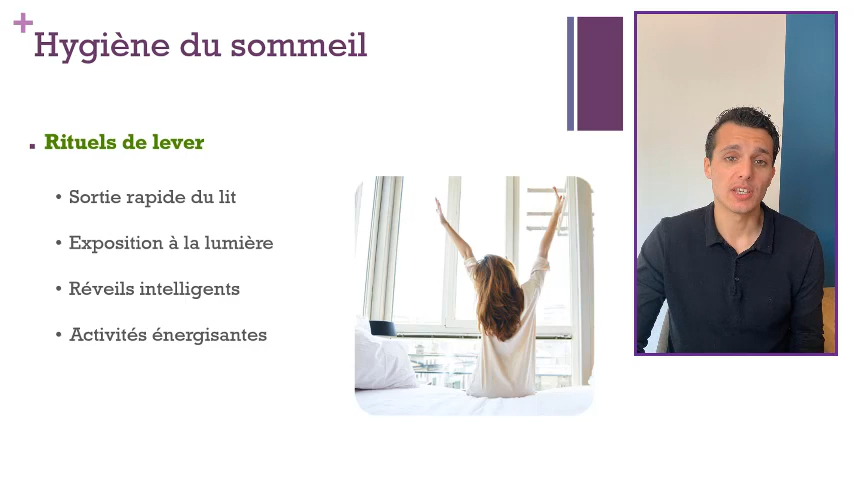 Hygiène du sommeil
Rituels de lever
Sortie rapide du lit
Exposition à la lumière
Réveils intelligents
Activités énergisantes